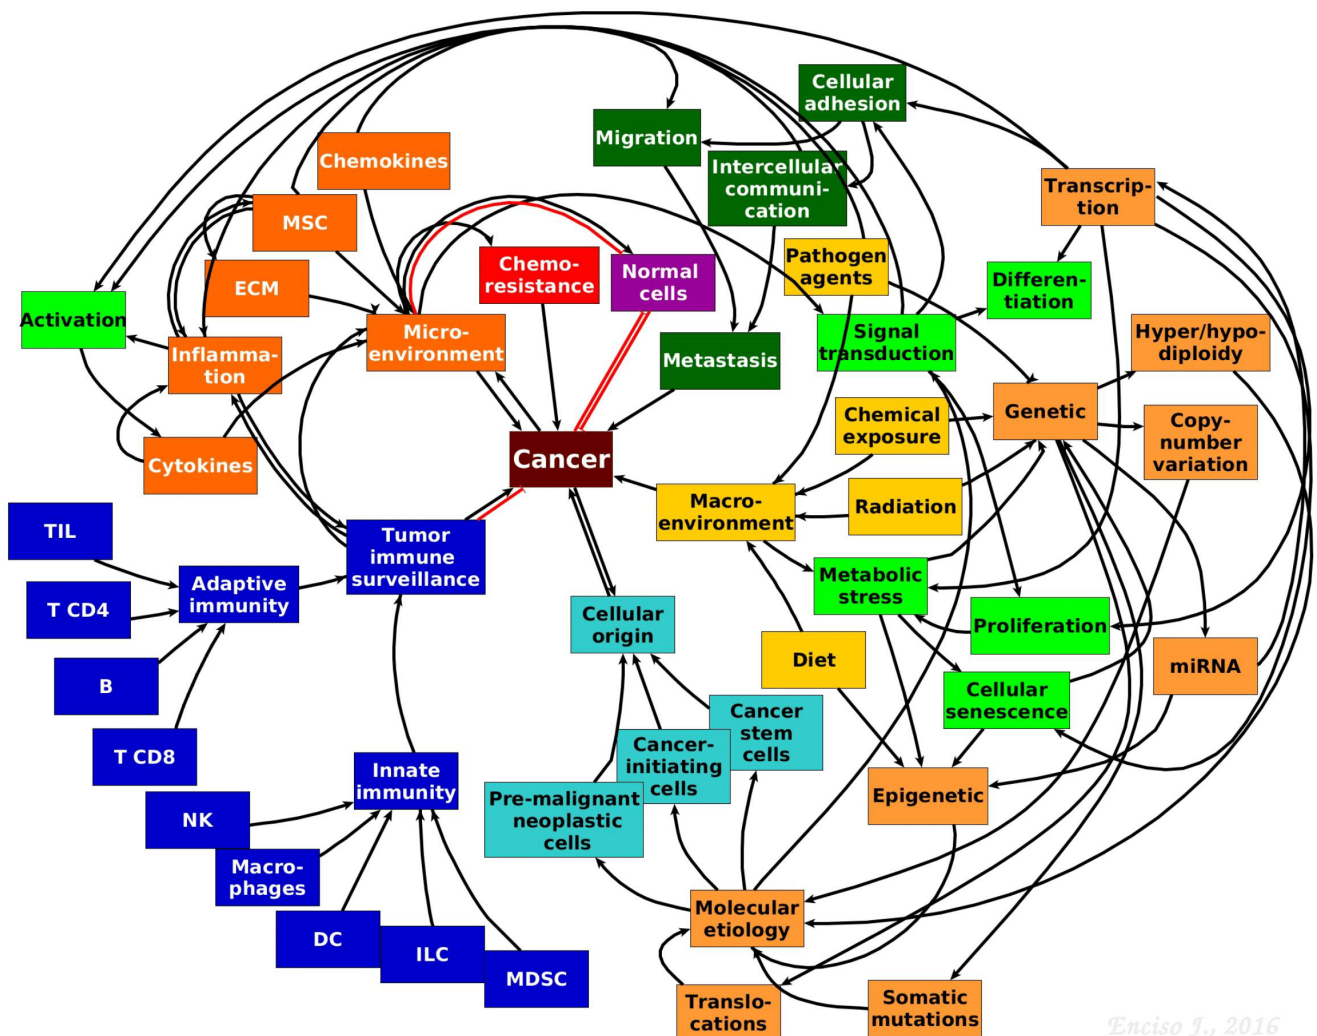 Cellular
adhesion
Migration
Chemokines
Intercellular
communi-
cation
Transcrip-
tion
MSC
Pathogen
agents
Chemo-
resistance
Normal
cells
Differen-
tiation
ECM
Activation
Micro-
environment
Signal
transduction
Hyper/hypo-
diploidy
Inflamma-
tion
Metastasis
Genetic
Chemical
exposure
Copy-
number
variation
Cytokines
Cancer
Macro-
environment
Radiation
TIL
Tumor
immune
surveillance
Adaptive
immunity
Metabolic
stress
T CD4
Cellular
origin
Proliferation
B
Diet
miRNA
Cellular
senescence
Cancer
stem
cells
T CD8
Cancer-
initiating
cells
Innate
immunity
Epigenetic
Pre-malignant
neoplastic
cells
NK
Macro-
phages
Molecular
etiology
DC
ILC
MDSC
Translo-
cations
Somatic
mutations
Enciso J., 2016